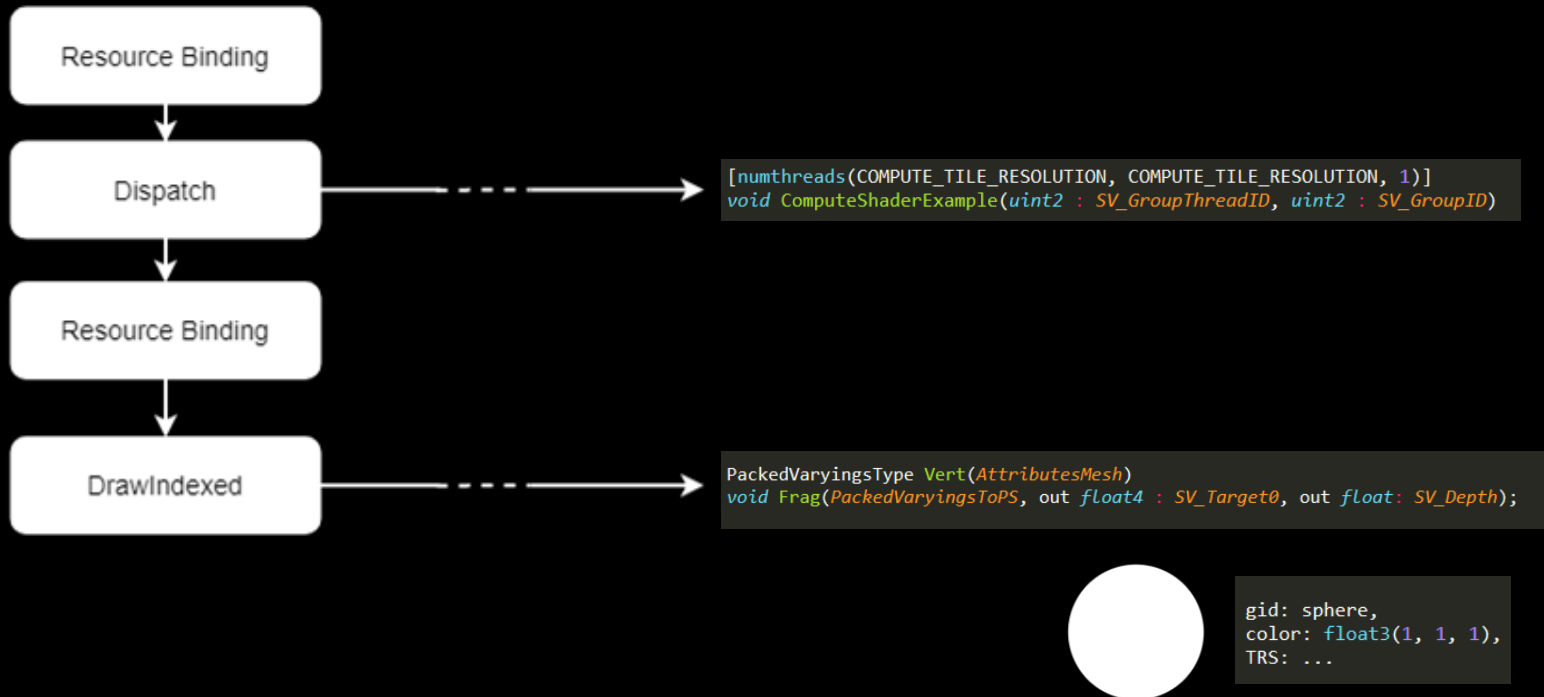 Resource Binding
Dispatch
[numthreads(COMPUTE_TILE_RESOLUTION, COMPUTE_TILE_RESOLUTION, 1)]
void ComputeShaderExample(uint2 : SV_GroupThreadID, uint2 : SV_GroupID)
Resource Binding
DrawIndexed
PackedVaryingsType Vert(AttributesMesh)
void Frag(PackedVaryingsToPS, out float4 : SV_Target0, out float: SV_Depth);
gid: sphere,
color: float3(1, 1, 1),
TRS: ...